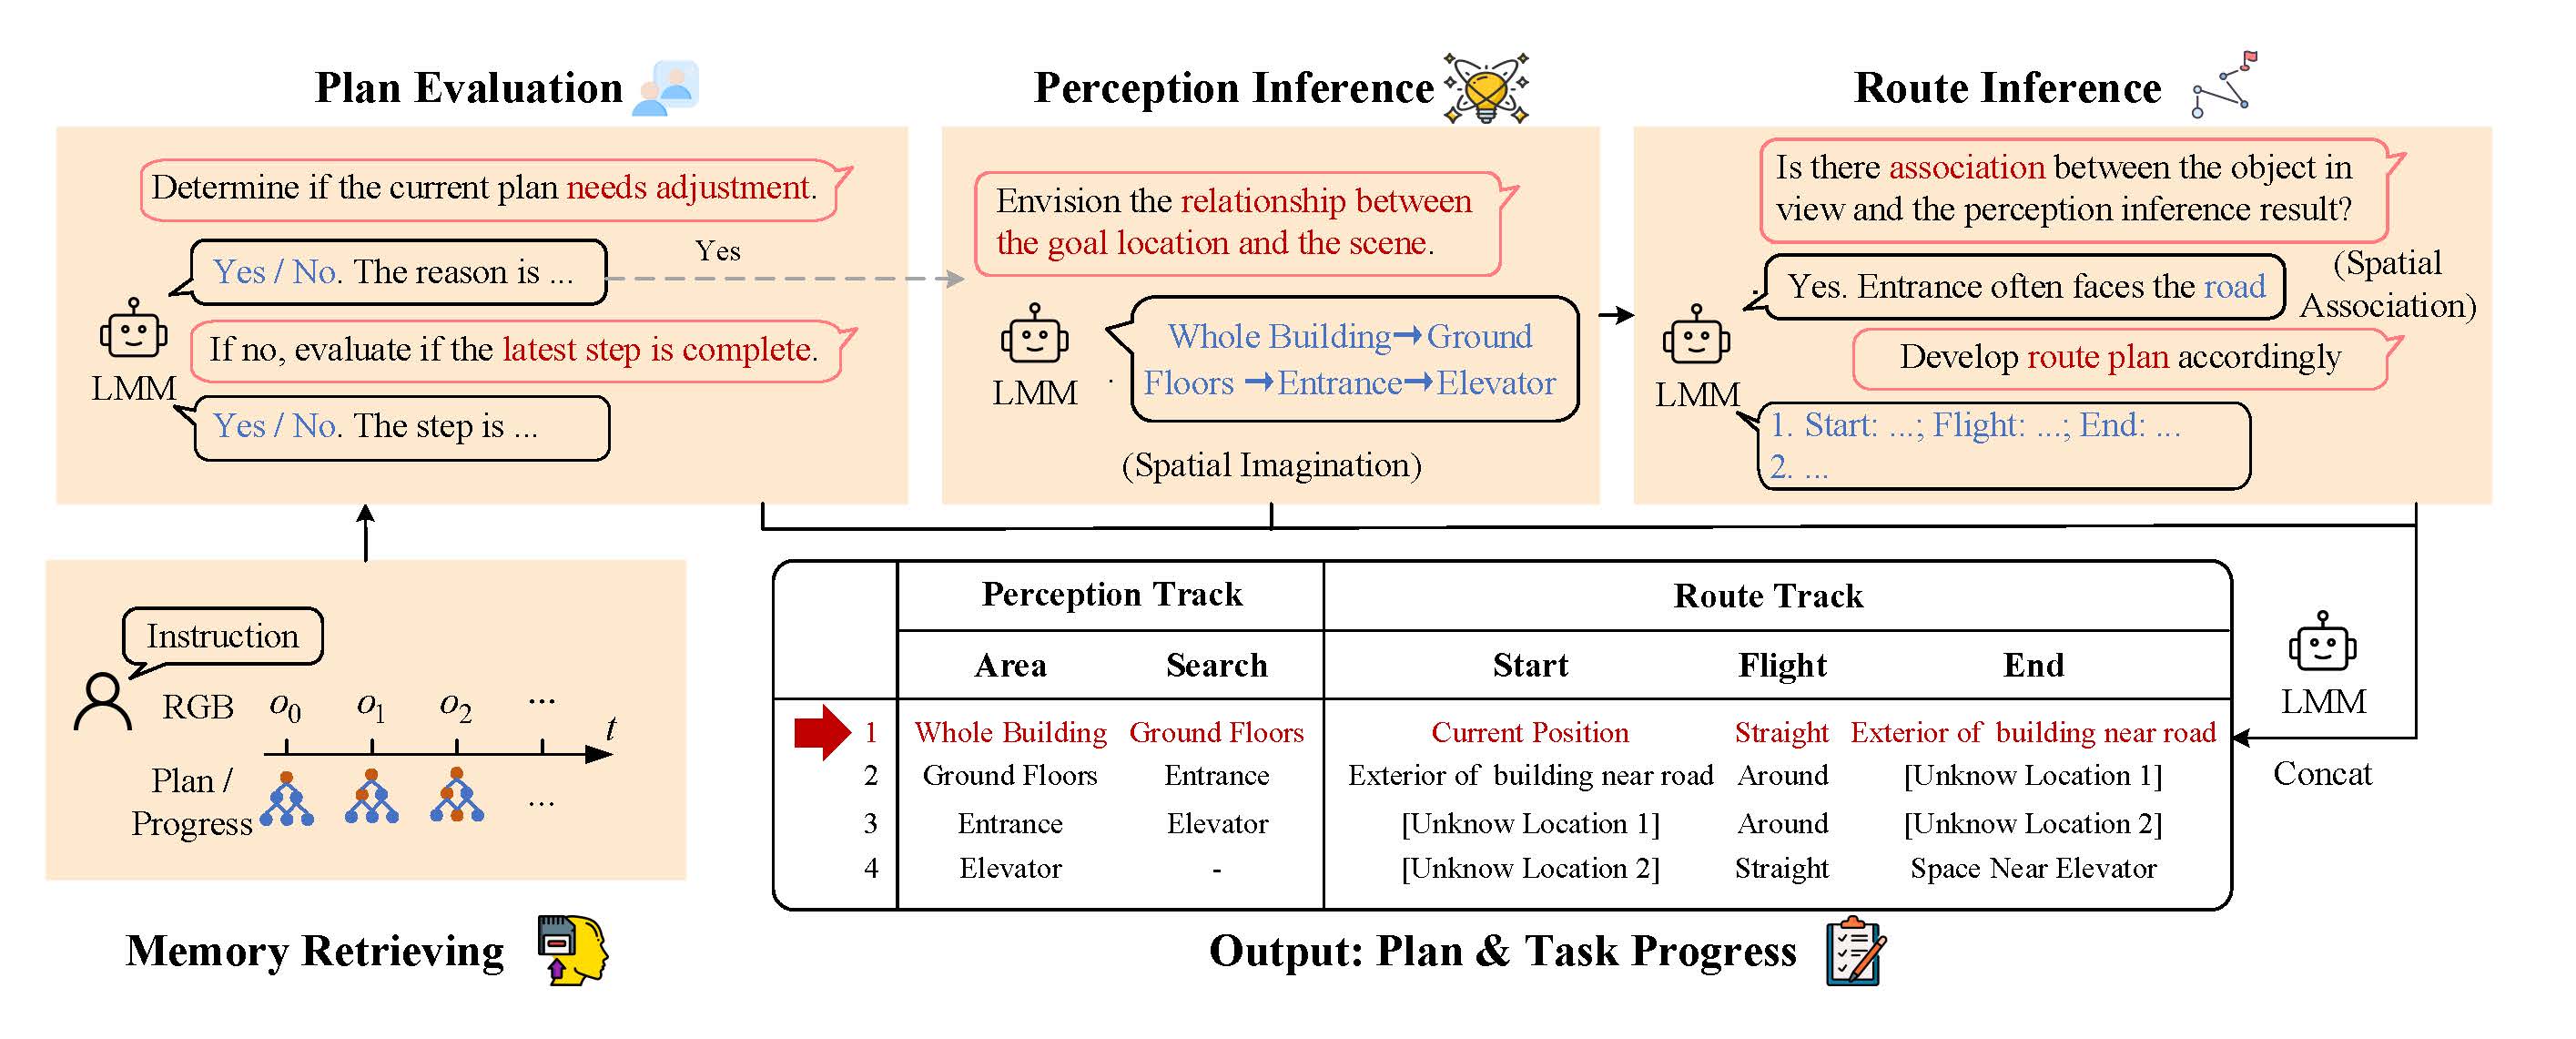 Plan Evaluation
Determine if the current plan needs adjustment.
Yes / No. The reason is ...
Yes
If no, evaluate if the latest step is complete.
LMM
Yes / No. The step is ...
Perception Inference
Envision the relationship between
the goal location and the scene.
Whole Building→Ground
Floors →Entrance→Elevator
LMM
(Spatial Imagination)
Route Inference
Is there association between the object in
view and the perception inference result?
Yes. Entrance often faces the road
(Spatial
Association)
Develop route plan accordingly
LMM
1. Start: ...; Flight: ...; End: ...
2. ...
Instruction
RGB o0 o1 o2 ... t
Plan /
Progress ...
Memory Retrieving
Perception Track Route Track
Area Search Start Flight End
1 Whole Building Ground Floors Current Position Straight Exterior of building near road
2 Ground Floors Entrance Exterior of building near road Around [Unknow Location 1]
3 Entrance Elevator [Unknow Location 1] Around [Unknow Location 2]
4 Elevator - [Unknow Location 2] Straight Space Near Elevator
LMM
Concat
Output: Plan & Task Progress